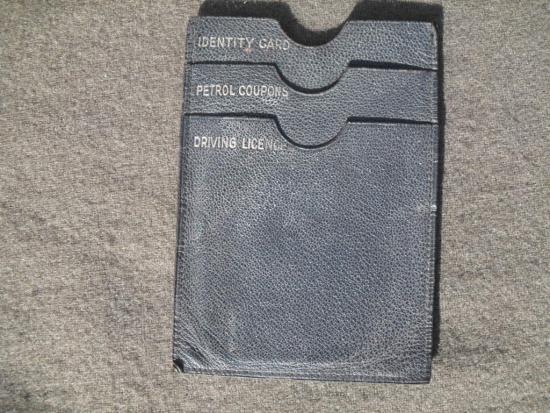 IDENTITY CARD
PETROL COUPONS
DRIVING LICENCE